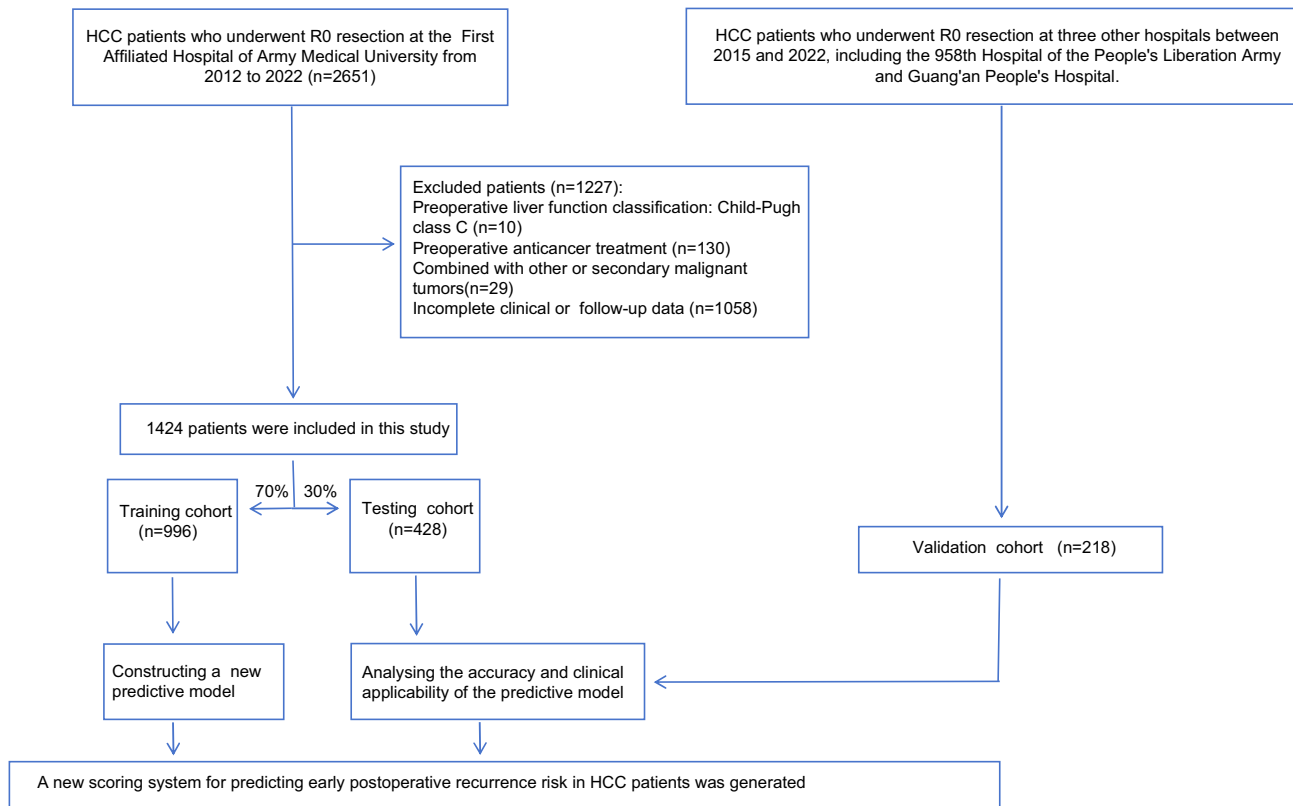 HCC patients who underwent R0 resection at the First
Affiliated Hospital of Army Medical University from
2012 to 2022 (n=2651)
HCC patients who underwent R0 resection at three other hospitals between
2015 and 2022, including the 958th Hospital of the People's Liberation Army
and Guang'an People's Hospital.
Excluded patients (n=1227):
Preoperative liver function classification: Child-Pugh
class C (n=10)
Preoperative anticancer treatment (n=130)
Combined with other or secondary malignant
tumors(n=29)
Incomplete clinical or follow-up data (n=1058)
1424 patients were included in this study
70% 30%
Training cohort
(n=996)
Testing cohort
(n=428)
Validation cohort (n=218)
Constructing a new
predictive model
Analysing the accuracy and clinical
applicability of the predictive model
A new scoring system for predicting early postoperative recurrence risk in HCC patients was generated